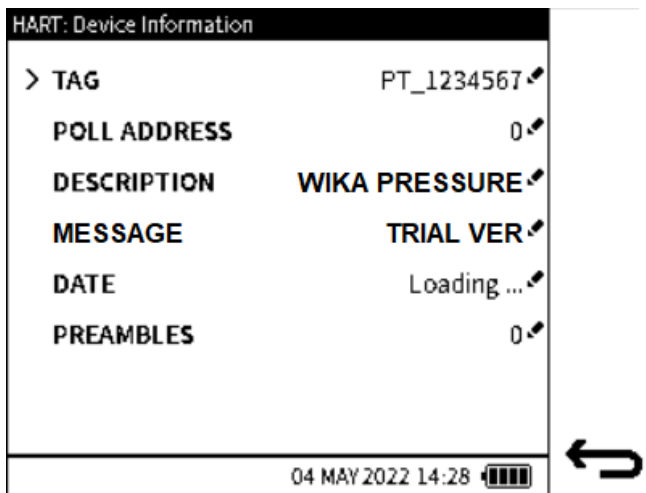 HART: Device Information
> TAG PT_1234567
POLL ADDRESS 0
DESCRIPTION WIKA PRESSURE
MESSAGE TRIAL VER
DATE Loading ...
PREAMBLES 0
04 MAY 2022 14:28